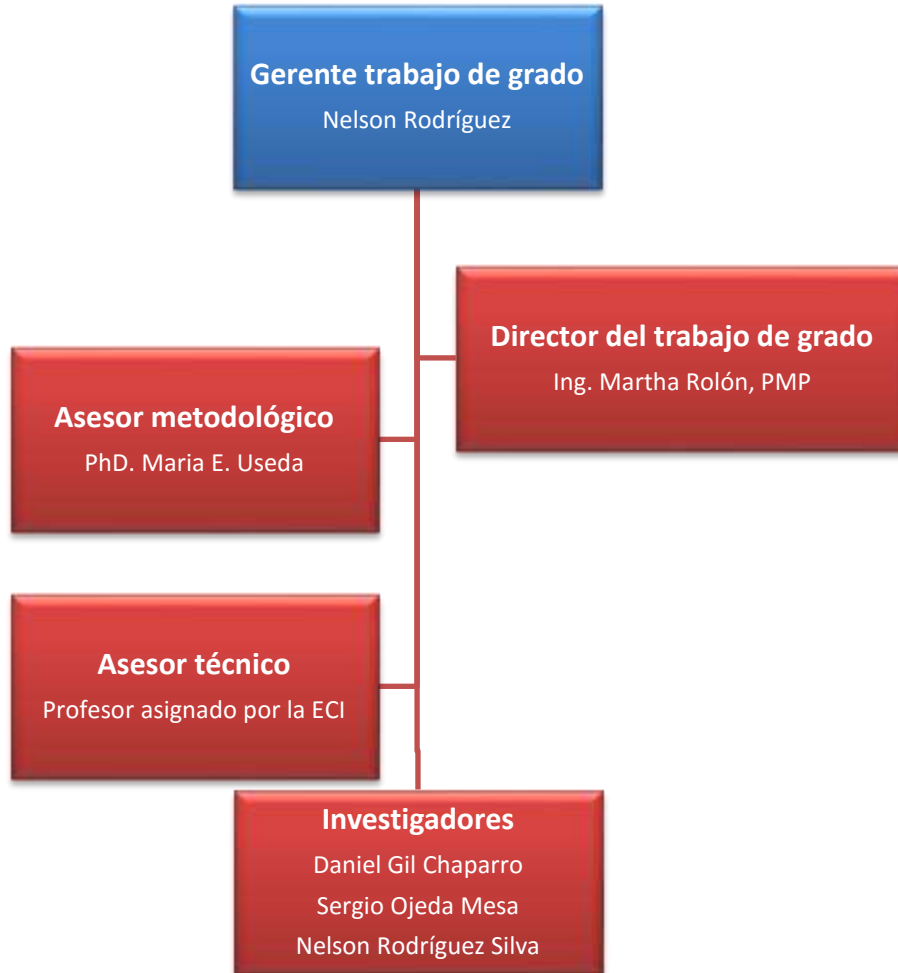 Gerente trabajo de grado
Nelson Rodríguez
Director del trabajo de grado
Ing. Martha Rolón, PMP
Asesor metodológico
PhD. Maria E. Useda
Asesor técnico
Profesor asignado por la ECI
Investigadores
Daniel Gil Chaparro
Sergio Ojeda Mesa
Nelson Rodríguez Silva